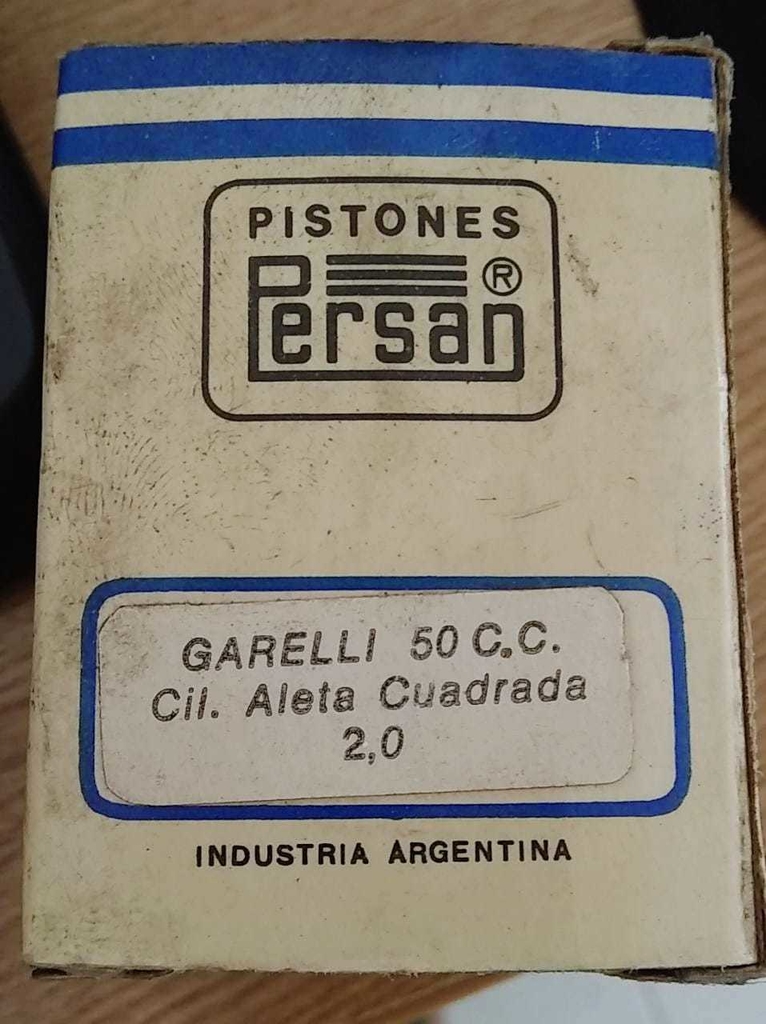 PISTONES
Persan ®
GARELLI 50 C.C.
Cil. Aleta Cuadrada
2,0
INDUSTRIA ARGENTINA